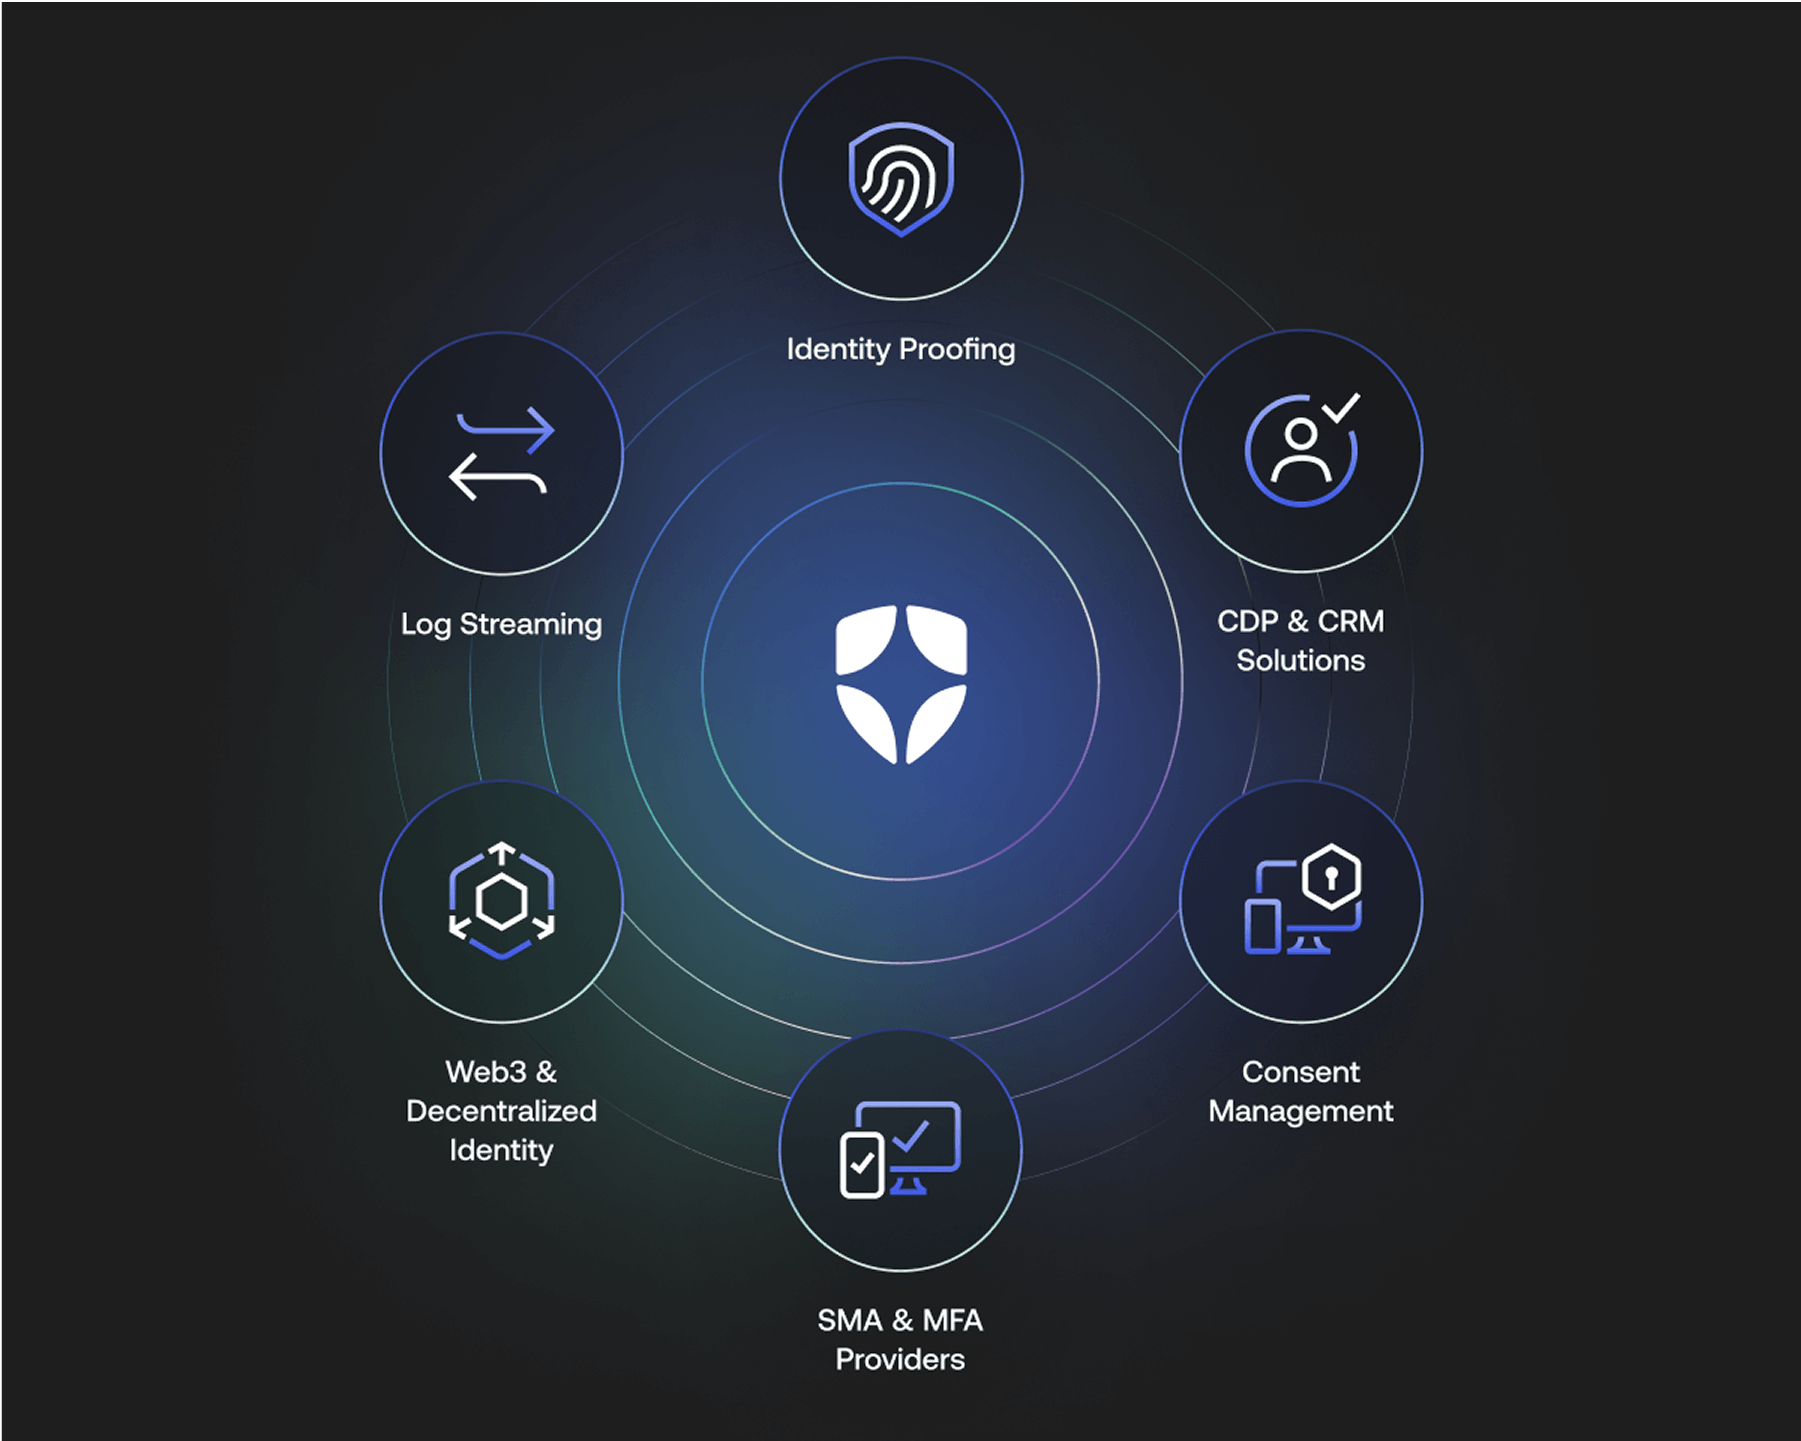 Identity Proofing
Log Streaming
CDP & CRM
Solutions
Web3 &
Decentralized
Identity
Consent
Management
SMA & MFA
Providers